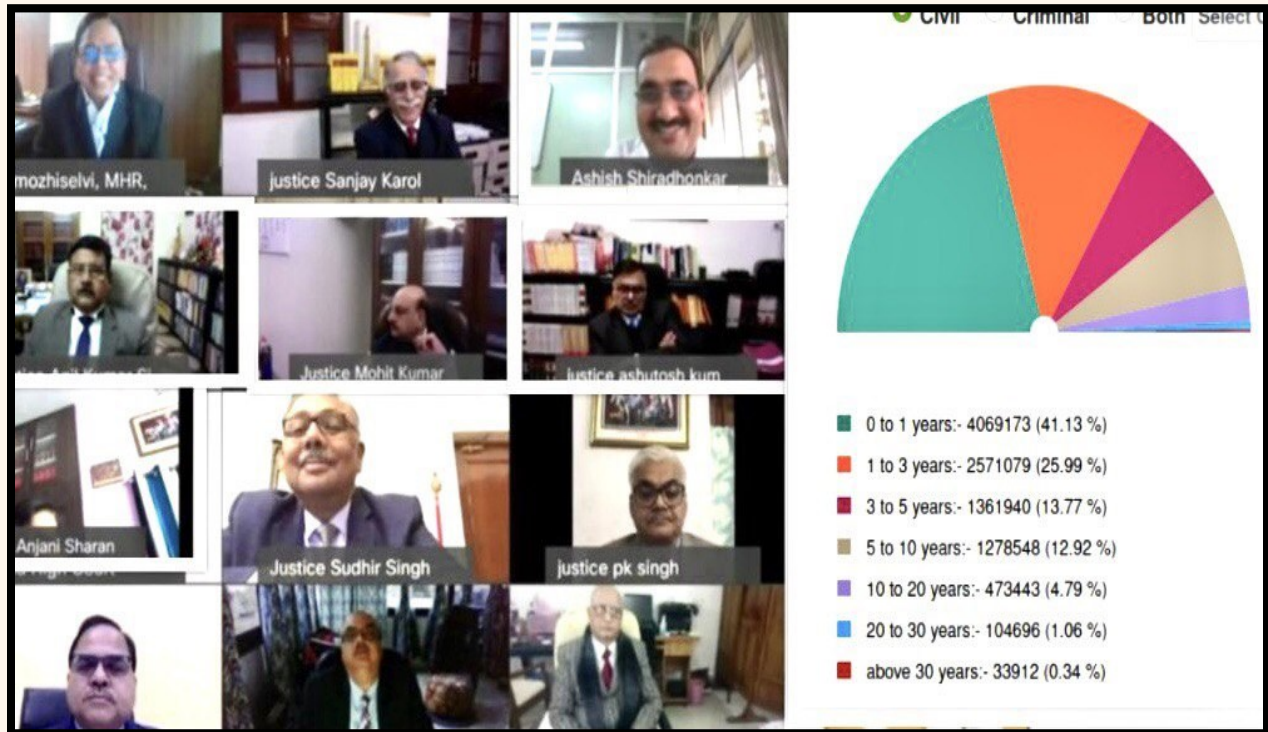 Civil Criminal Both Select
mozhiselvi, MHR,
justice Sanjay Karol
Ashish Shiradhonkar
Justice Mohit Kumar
justice ashutosh kum
Anjani Sharan
Justice Sudhir Singh
justice pk singh
0 to 1 years:- 4069173 (41.13 %)
1 to 3 years:- 2571079 (25.99 %)
3 to 5 years:- 1361940 (13.77 %)
5 to 10 years:- 1278548 (12.92 %)
10 to 20 years:- 473443 (4.79 %)
20 to 30 years:- 104696 (1.06 %)
above 30 years:- 33912 (0.34 %)